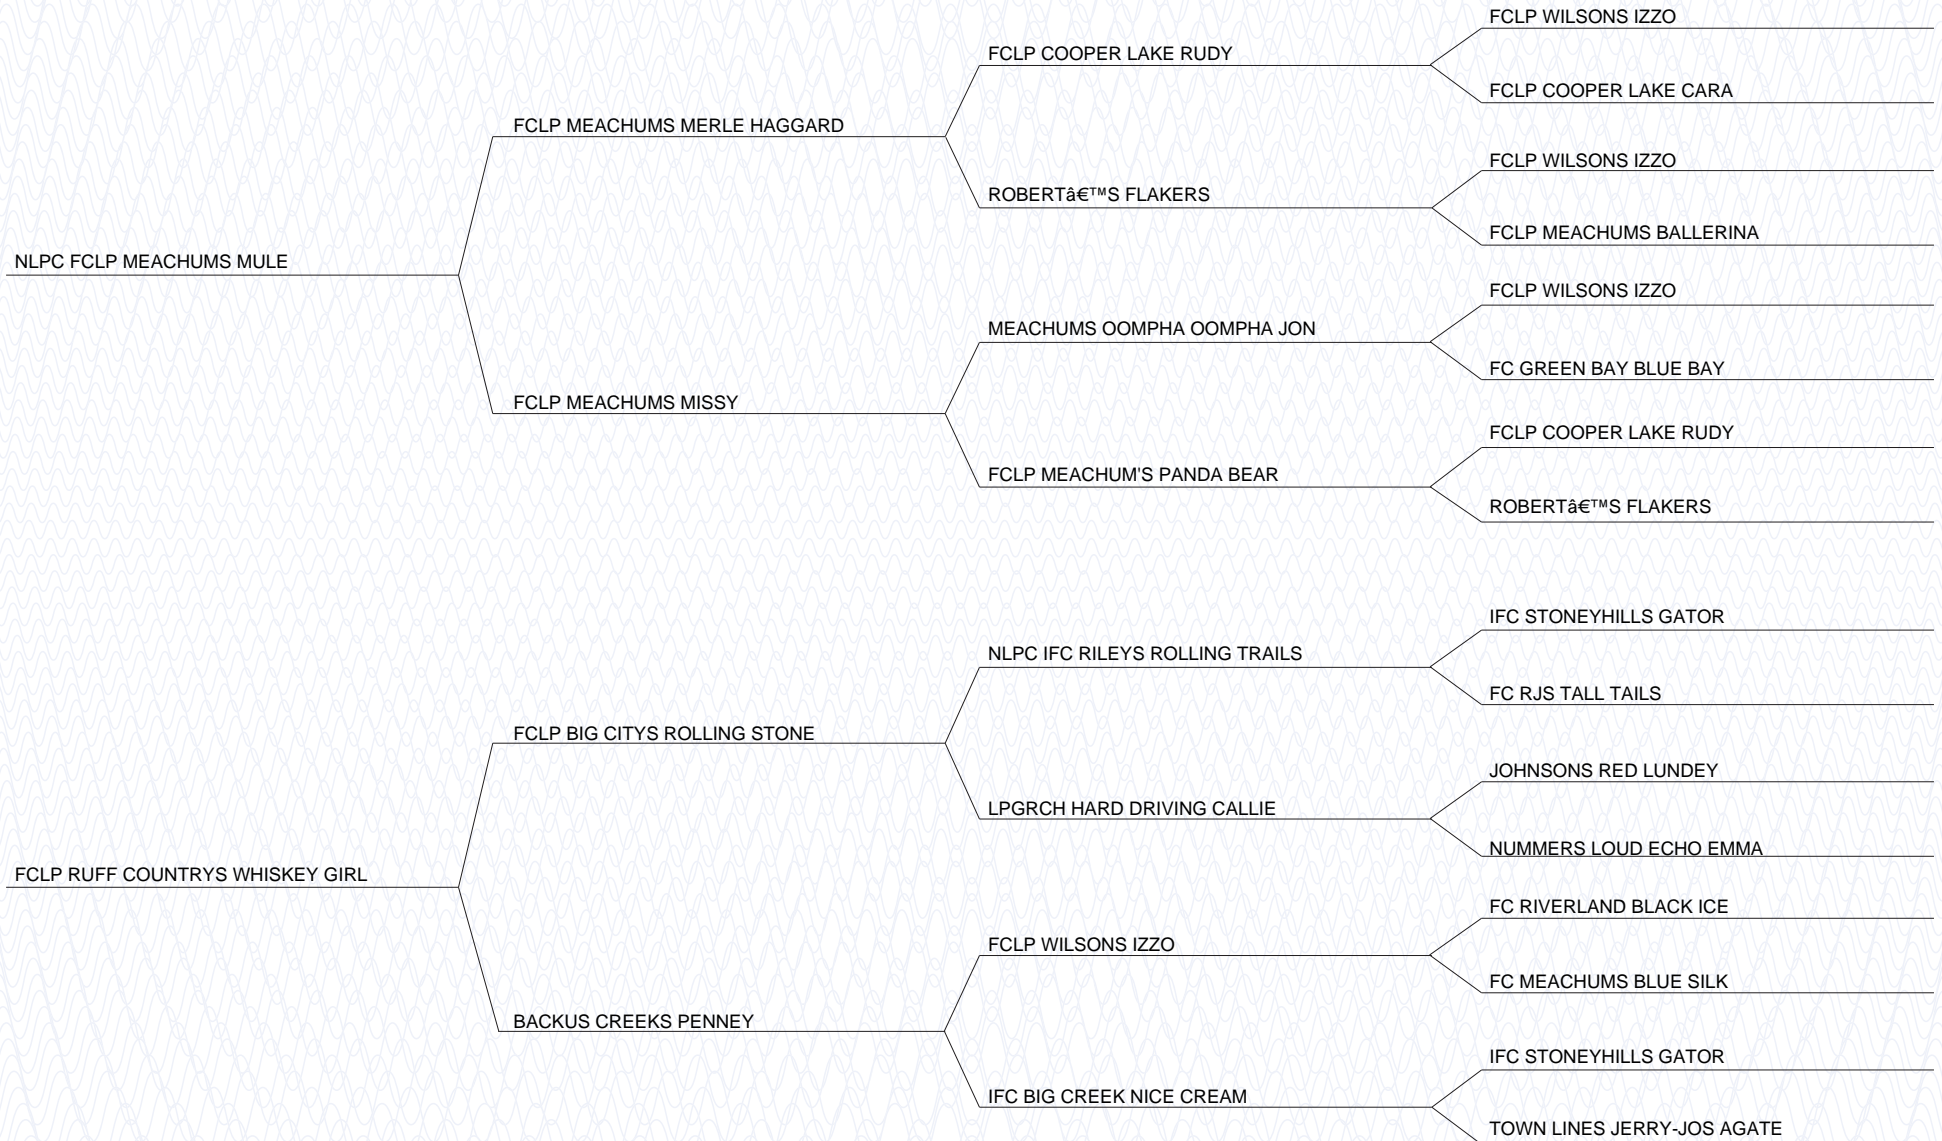 FCLP WILSONS IZZO
FCLP COOPER LAKE RUDY
FCLP COOPER LAKE CARA
FCLP MEACHUMS MERLE HAGGARD
FCLP WILSONS IZZO
ROBERTâ€™S FLAKERS
FCLP MEACHUMS BALLERINA
NLPC FCLP MEACHUMS MULE
FCLP WILSONS IZZO
MEACHUMS OOMPHA OOMPHA JON
FC GREEN BAY BLUE BAY
FCLP MEACHUMS MISSY
FCLP COOPER LAKE RUDY
FCLP MEACHUM'S PANDA BEAR
ROBERTâ€™S FLAKERS
IFC STONEYHILLS GATOR
NLPC IFC RILEYS ROLLING TRAILS
FC RJS TALL TAILS
FCLP BIG CITYS ROLLING STONE
JOHNSONS RED LUNDEY
LPGRCH HARD DRIVING CALLIE
NUMMERS LOUD ECHO EMMA
FCLP RUFF COUNTRYS WHISKEY GIRL
FC RIVERLAND BLACK ICE
FCLP WILSONS IZZO
FC MEACHUMS BLUE SILK
BACKUS CREEKS PENNEY
IFC STONEYHILLS GATOR
IFC BIG CREEK NICE CREAM
TOWN LINES JERRY-JOS AGATE